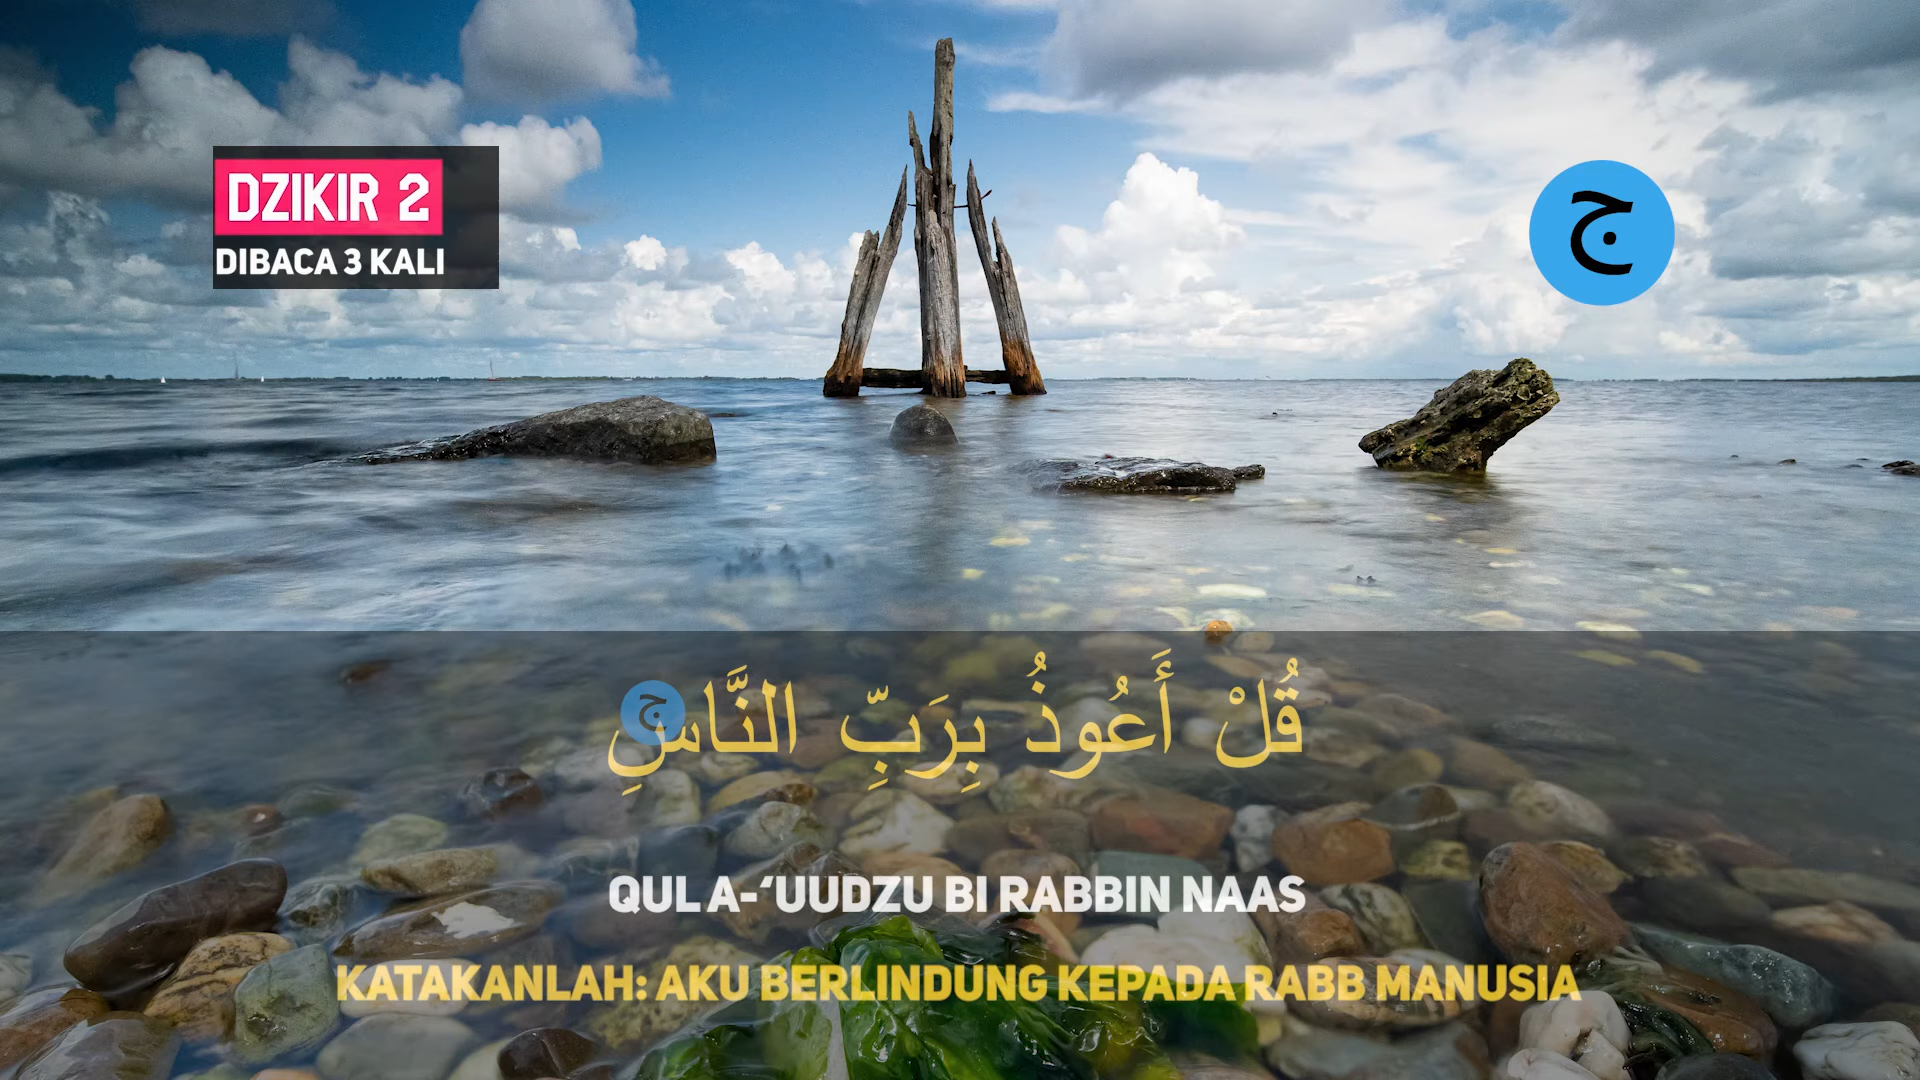 DZIKIR 2
DIBACA 3 KALI
ج
قُلْ أَعُوذُ بِرَبِّ النَّاسِ
ج
QUL A-‘UUDZU BI RABBIN NAAS
KATAKANLAH: AKU BERLINDUNG KEPADA RABB MANUSIA